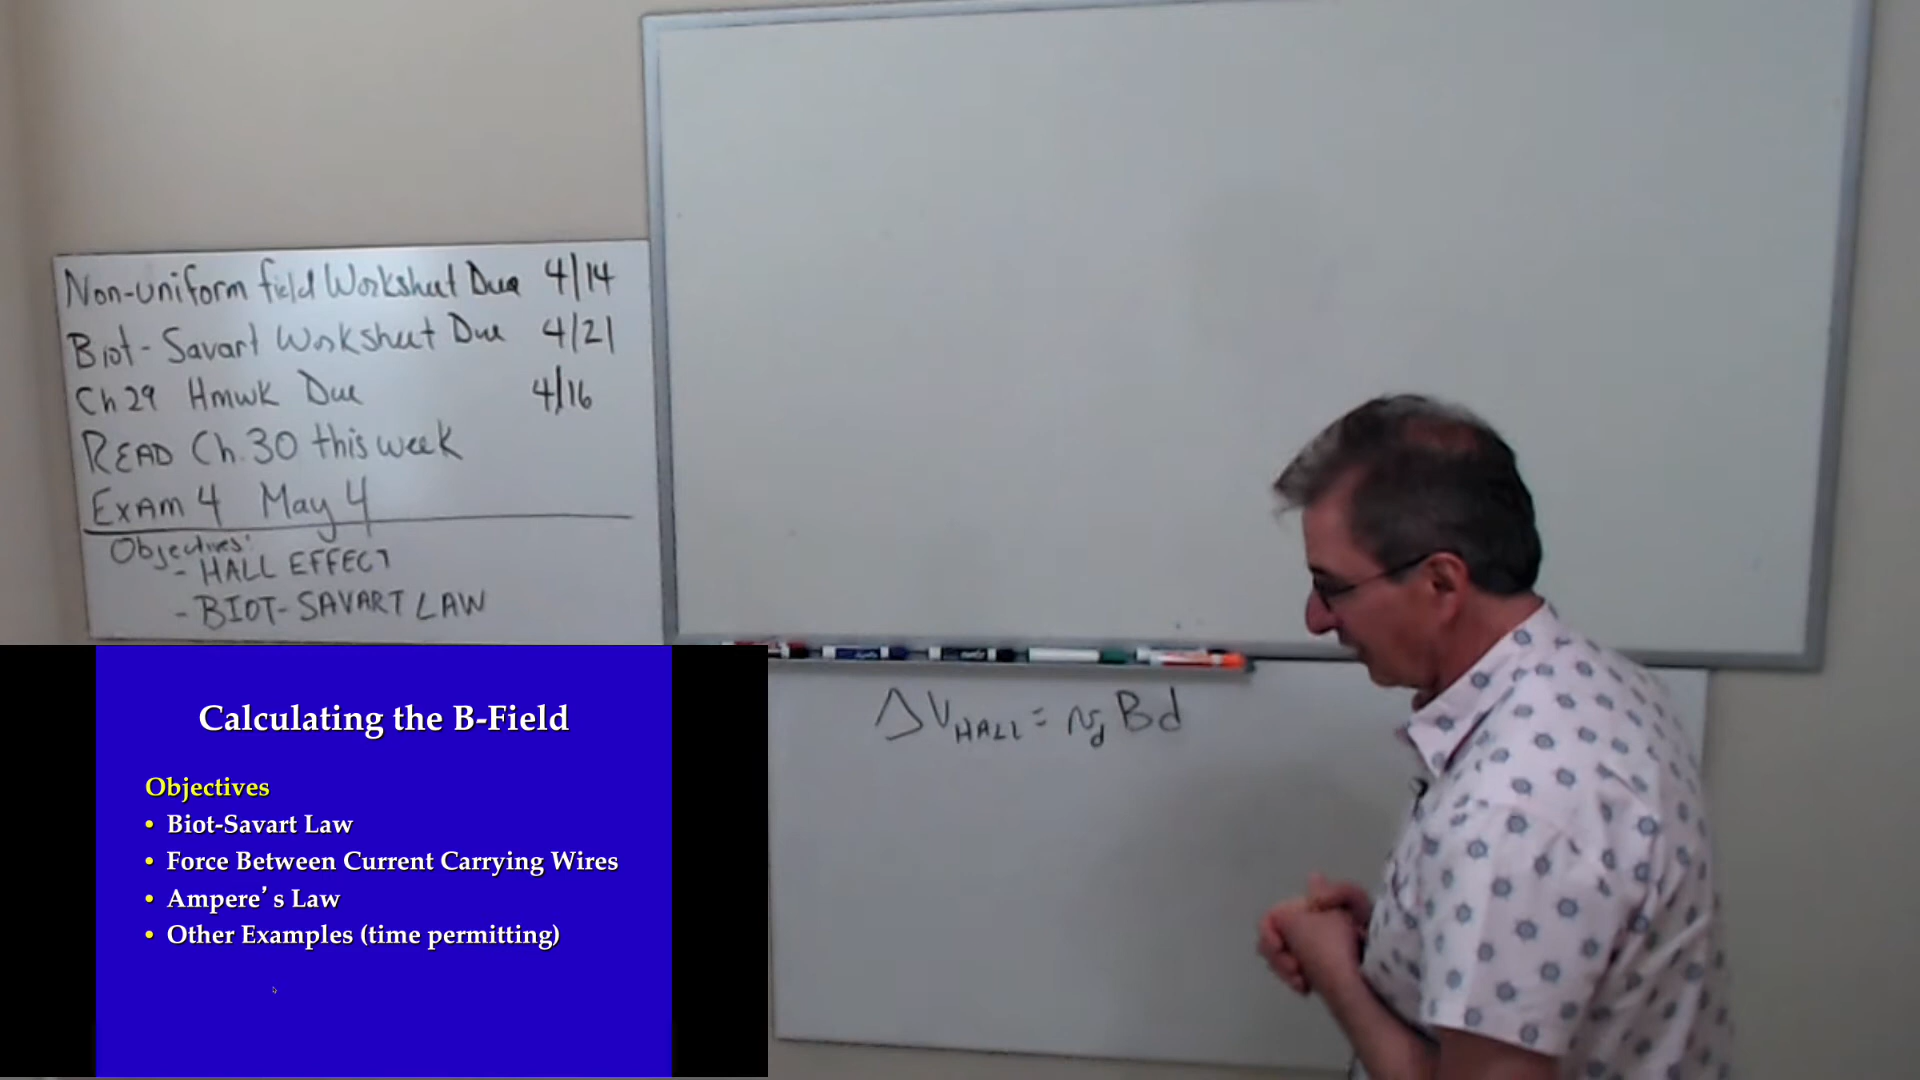 Non-uniform field Worksheet Due 4/14
Biot-Savart Worksheet Due 4/21
Ch 29 Hmwk Due 4/16
READ Ch. 30 this week
EXAM 4 May 4
Objectives:
- HALL EFFECT
- BIOT-SAVART LAW
Calculating the B-Field
Objectives
• Biot-Savart Law
• Force Between Current Carrying Wires
• Ampere's Law
• Other Examples (time permitting)
ΔV_HALL = v_d Bd